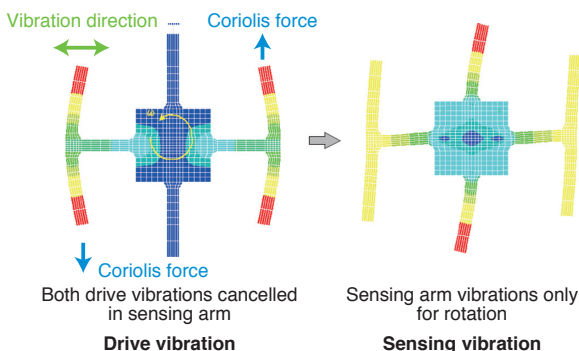 Vibration direction
Coriolis force
ω
Coriolis force
Both drive vibrations cancelled
in sensing arm
Drive vibration
Sensing arm vibrations only
for rotation
Sensing vibration